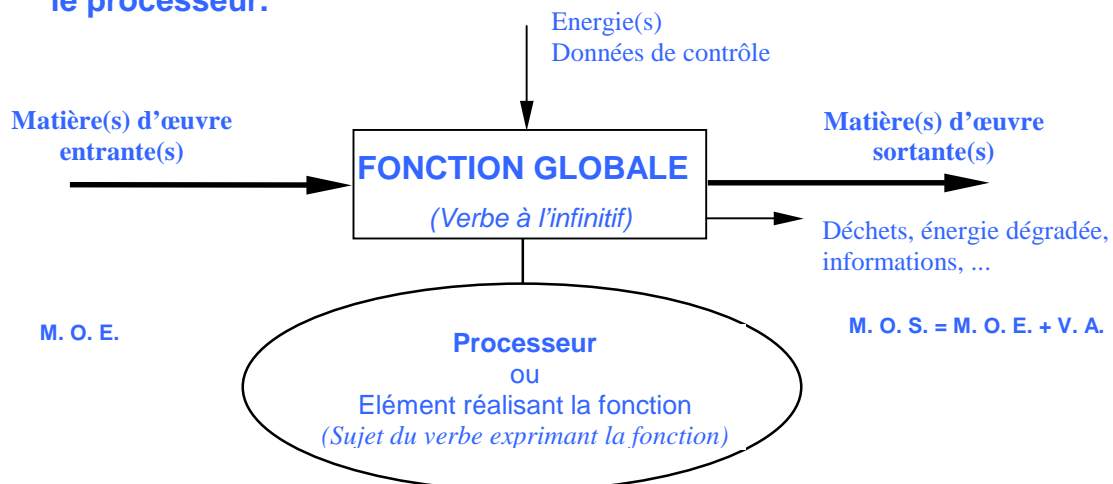 le processeur.
Energie(s)
Données de contrôle
Matière(s) d’œuvre
entrante(s)
FONCTION GLOBALE
(Verbe à l’infinitif)
Matière(s) d’œuvre
sortante(s)
Déchets, énergie dégradée,
informations, ...
M. O. E.
M. O. S. = M. O. E. + V. A.
Processeur
ou
Elément réalisant la fonction
(Sujet du verbe exprimant la fonction)